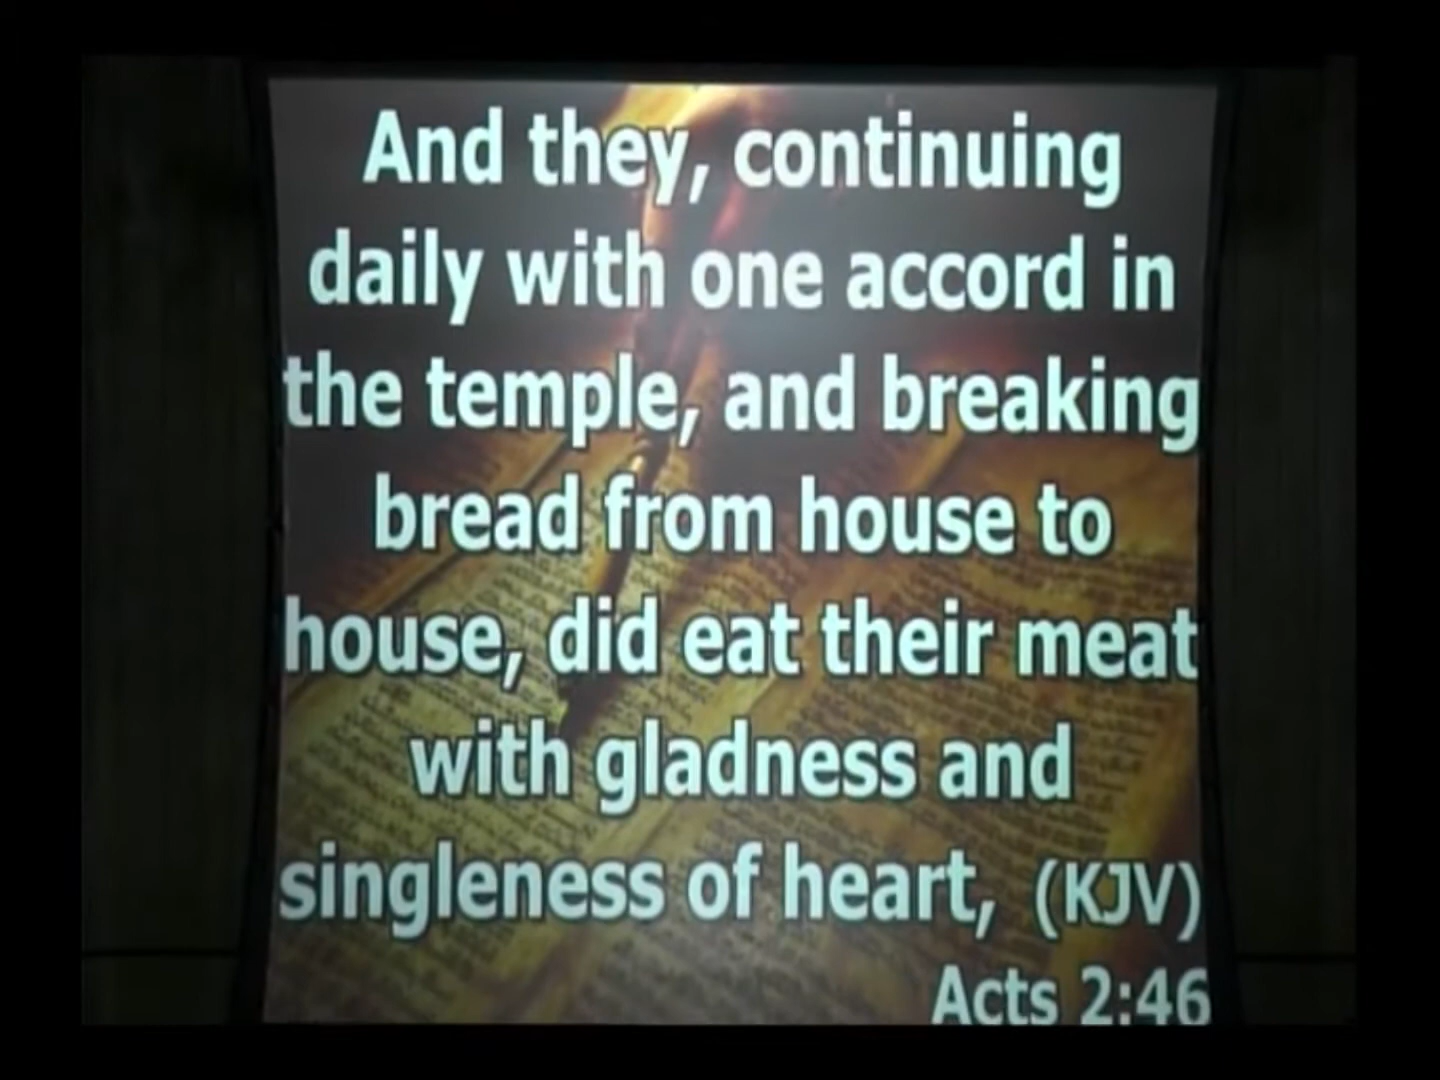 And they, continuing
daily with one accord in
the temple, and breaking
bread from house to
house, did eat their meat
with gladness and
singleness of heart, (KJV)
Acts 2:46